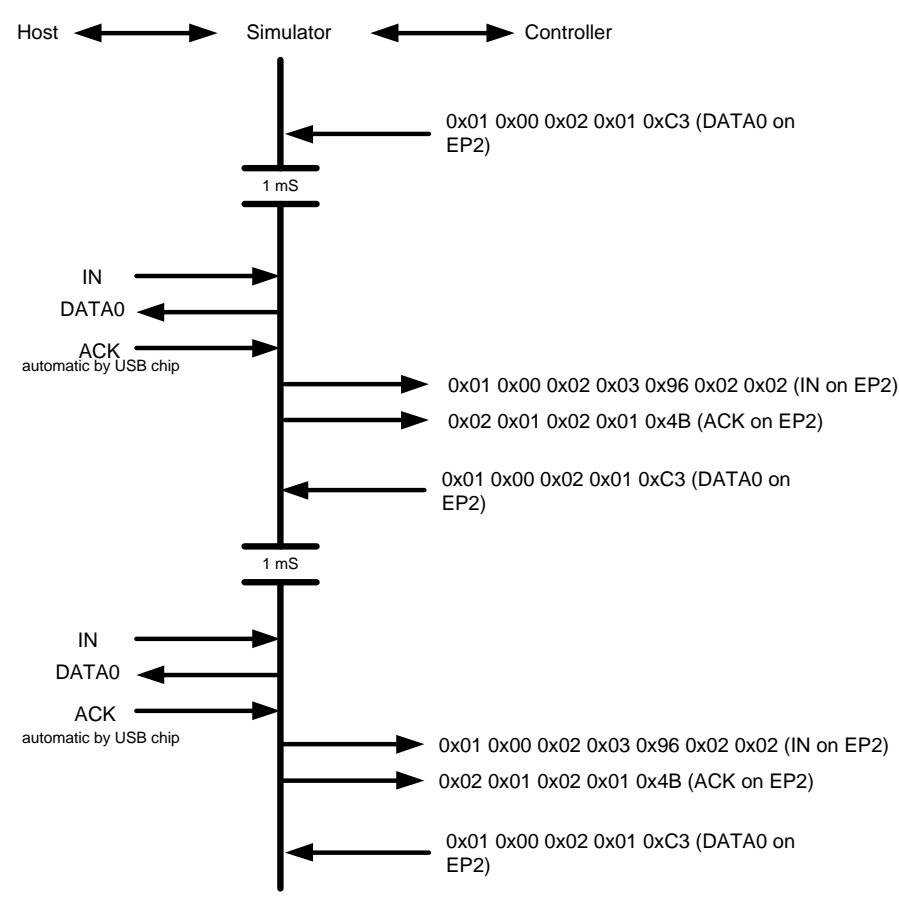 Host Simulator Controller
0x01 0x00 0x02 0x01 0xC3 (DATA0 on
EP2)
1 mS
IN
DATA0
ACK
automatic by USB chip
0x01 0x00 0x02 0x03 0x96 0x02 0x02 (IN on EP2)
0x02 0x01 0x02 0x01 0x4B (ACK on EP2)
0x01 0x00 0x02 0x01 0xC3 (DATA0 on
EP2)
1 mS
IN
DATA0
ACK
automatic by USB chip
0x01 0x00 0x02 0x03 0x96 0x02 0x02 (IN on EP2)
0x02 0x01 0x02 0x01 0x4B (ACK on EP2)
0x01 0x00 0x02 0x01 0xC3 (DATA0 on
EP2)